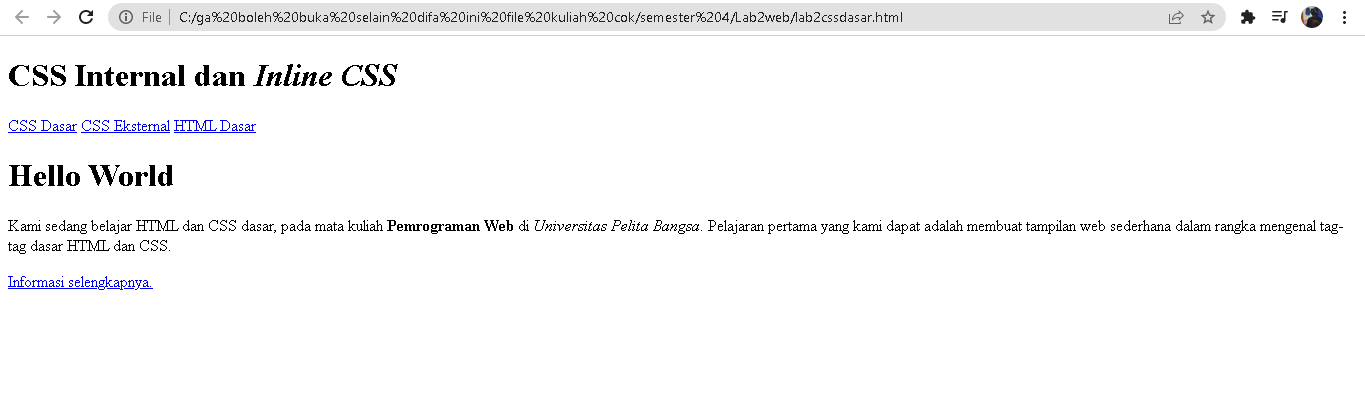 File C:/ga%20boleh%20buka%20selain%20difa%20ini%20file%20kuliah%20cok/semester%204/Lab2web/lab2cssdasar.html
CSS Internal dan Inline CSS
CSS Dasar CSS Eksternal HTML Dasar
Hello World
Kami sedang belajar HTML dan CSS dasar, pada mata kuliah Pemrograman Web di Universitas Pelita Bangsa. Pelajaran pertama yang kami dapat adalah membuat tampilan web sederhana dalam rangka mengenal tag-
tag dasar HTML dan CSS.
Informasi selengkapnya.